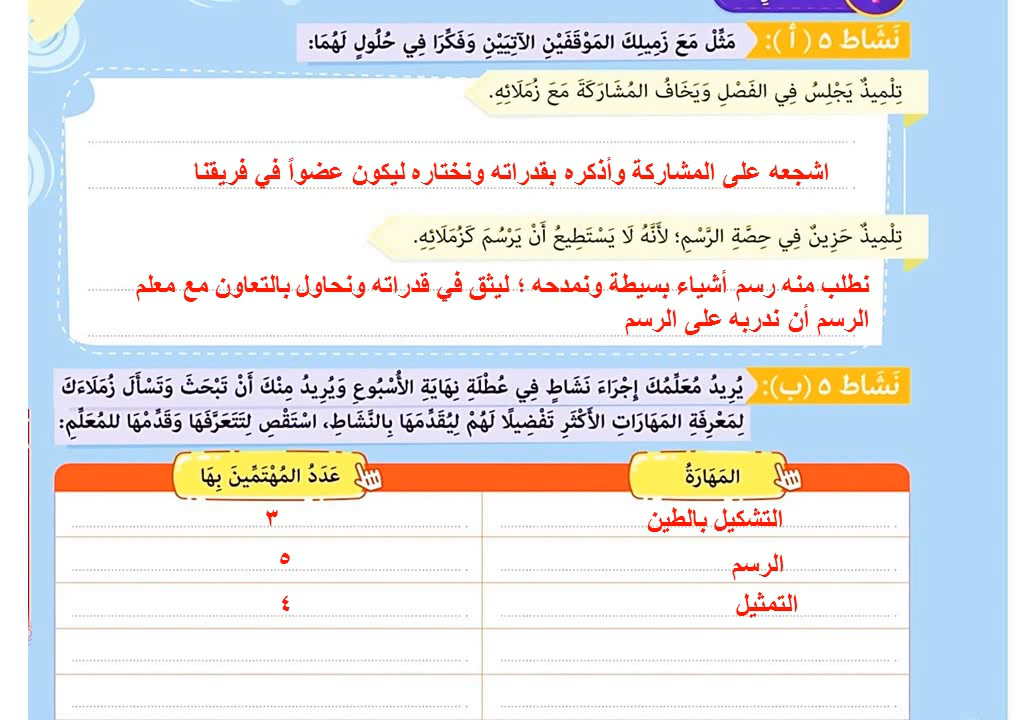 نَشَاط ٥ (أ): مَثِّلْ مَعَ زَمِيلِكَ المَوْقَفَيْنِ الآتِيَيْنِ وَفَكِّرَا فِي حُلُولٍ لَهُمَا:
تِلْمِيذٌ يَجْلِسُ فِي الفَصْلِ وَيَخَافُ المُشَارَكَةَ مَعَ زُمَلَائِهِ.
اشجعه على المشاركة وأذكره بقدراته ونختاره ليكون عضواً في فريقتا
تِلْمِيذٌ حَزِينٌ فِي حِصَّةِ الرَّسْمِ؛ لأَنَّهُ لَا يَسْتَطِيعُ أَنْ يَرْسُمَ كَزُمَلَائِهِ.
نطلب منه رسم أشياء بسيطة ونمدحه ؛ ليثق في قدراته ونحاول بالتعاون مع معلم
الرسم أن ندربه على الرسم
نَشَاط ٥ (ب): يُرِيدُ مُعَلِّمُكَ إِجْرَاءَ نَشَاطٍ فِي عُطْلَةِ نِهَايَةِ الأُسْبُوعِ وَيُرِيدُ مِنْكَ أَنْ تَبْحَثَ وَتَسْأَلَ زُمَلَاءَكَ
لِمَعْرِفَةِ المَهَارَاتِ الأَكْثَرِ تَفْضِيلًا لَهُمْ لِيُقَدِّمَهَا بِالنَّشَاطِ، اسْتَقْصِ لِتَتَعَرَّفَهَا وَقَدِّمْهَا للمُعَلِّمِ:
المَهَارَةُ عَدَدُ المُهْتَمِّينَ بِهَا
التشكيل بالطين ٣
الرسم ٥
التمثيل ٤